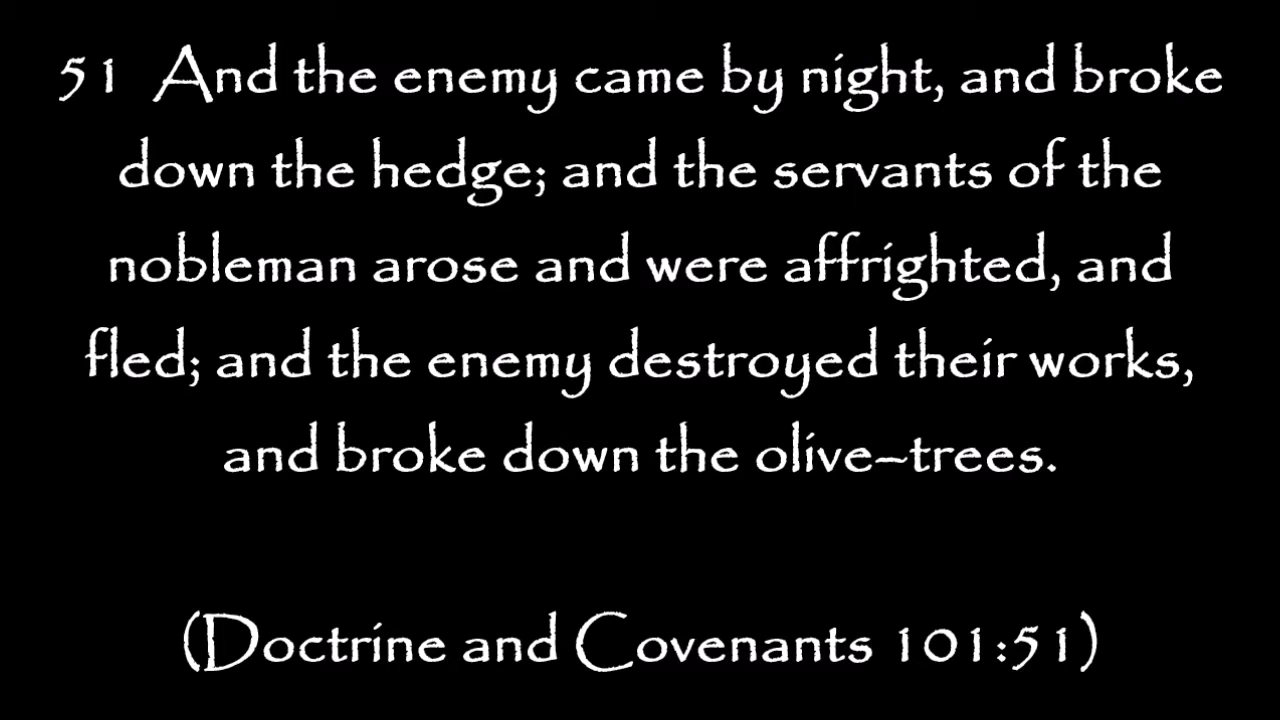 51 And the enemy came by night, and broke
down the hedge; and the servants of the
nobleman arose and were affrighted, and
fled; and the enemy destroyed their works,
and broke down the olive–trees.
(Doctrine and Covenants 101:51)